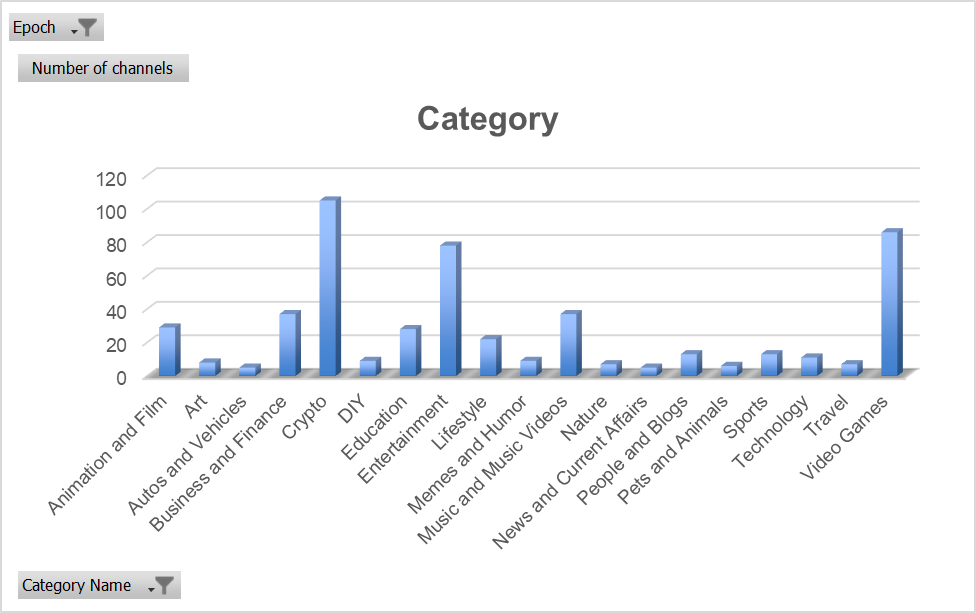 Epoch
Number of channels
Category
120
100
80
60
40
20
0
Animation and Film
Art
Autos and Vehicles
Business and Finance
Crypto
DIY
Education
Entertainment
Lifestyle
Memes and Humor
Music and Music Videos
Nature
News and Current Affairs
People and Blogs
Pets and Animals
Sports
Technology
Travel
Video Games
Category Name